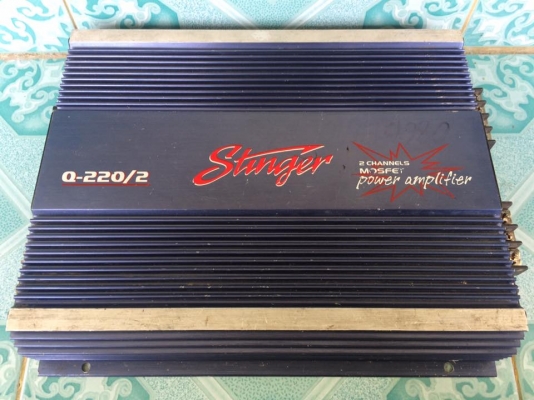 Q-220/2
Stinger
2 CHANNELS
MOSFET
power amplifier